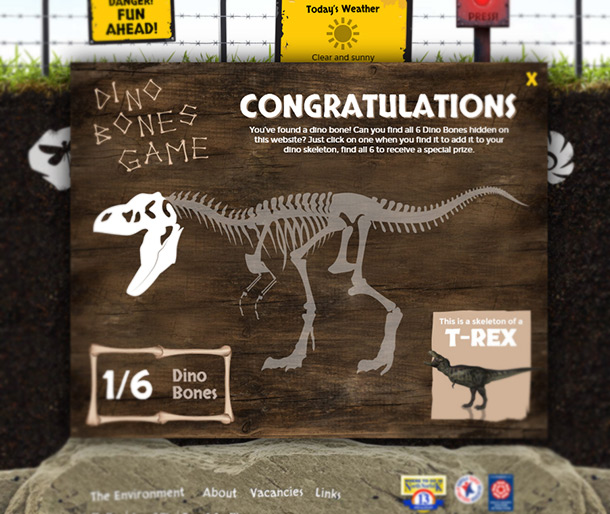 DANGER!
FUN
AHEAD!
Today's Weather
Clear and sunny
PRESS
X
DINO
BONES
GAME
CONGRATULATIONS
You've found a dino bone! Can you find all 6 Dino Bones hidden on
this website? Just click on one when you find it to add it to your
dino skeleton, find all 6 to receive a special prize.
This is a skeleton of a
T-REX
1/6 Dino
Bones
The Environment About Vacancies Links
13